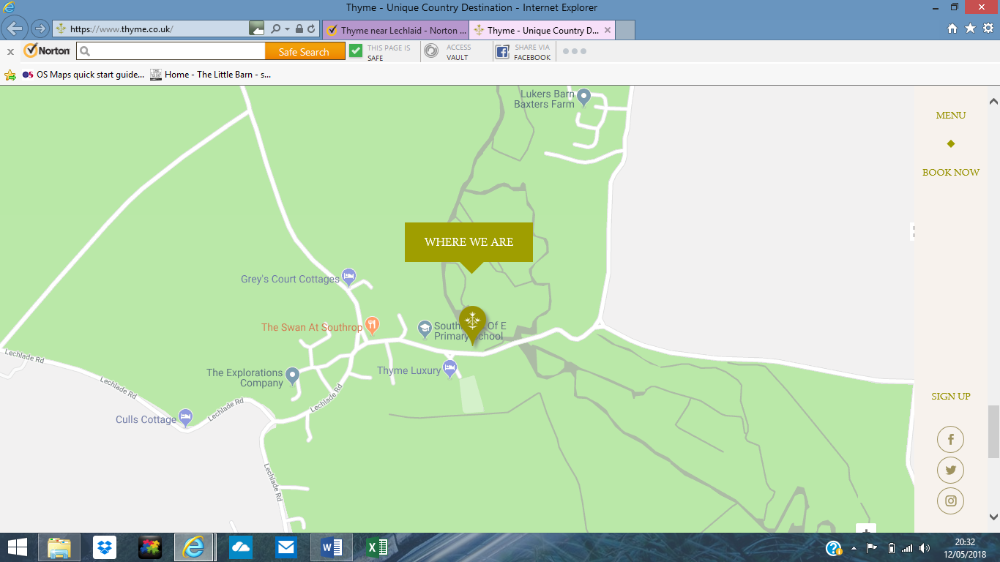 Thyme - Unique Country Destination - Internet Explorer
https://www.thyme.co.uk/
Thyme near Lechlaid - Norton ...
Thyme - Unique Country D...
x
Norton
Safe Search
THIS PAGE IS
SAFE
ACCESS
VAULT
SHARE VIA
FACEBOOK
OS Maps quick start guide...
Home - The Little Barn - s...
Lukers Barn
Baxters Farm
MENU
BOOK NOW
WHERE WE ARE
Grey's Court Cottages
The Swan At Southrop
Of E
Primary School
Lechlade Rd
The Explorations
Company
Thyme Luxury
Lechlade Rd
Lechlade Rd
Lechlade Rd
Culls Cottage
Lechlade Rd
SIGN UP
20:32
12/05/2018